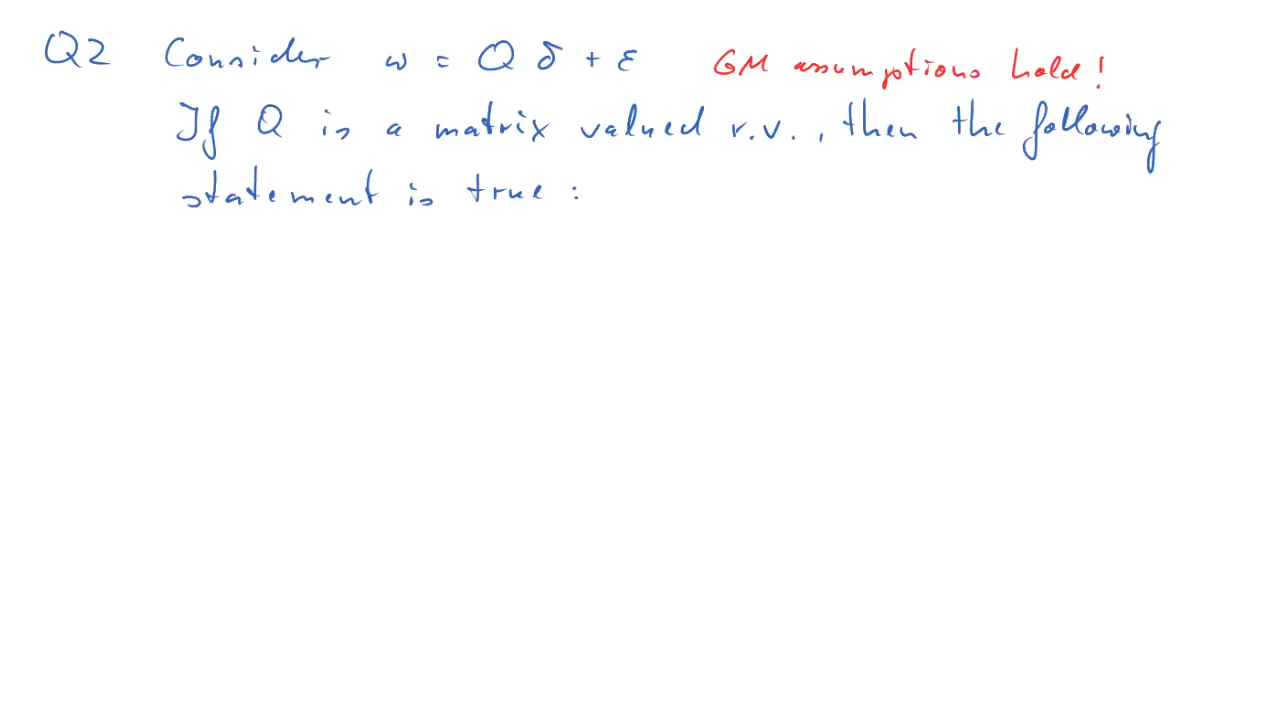 Q2 Consider w = Q δ + ε GM assumptions hold!
If Q is a matrix valued r.v., then the following
statement is true :